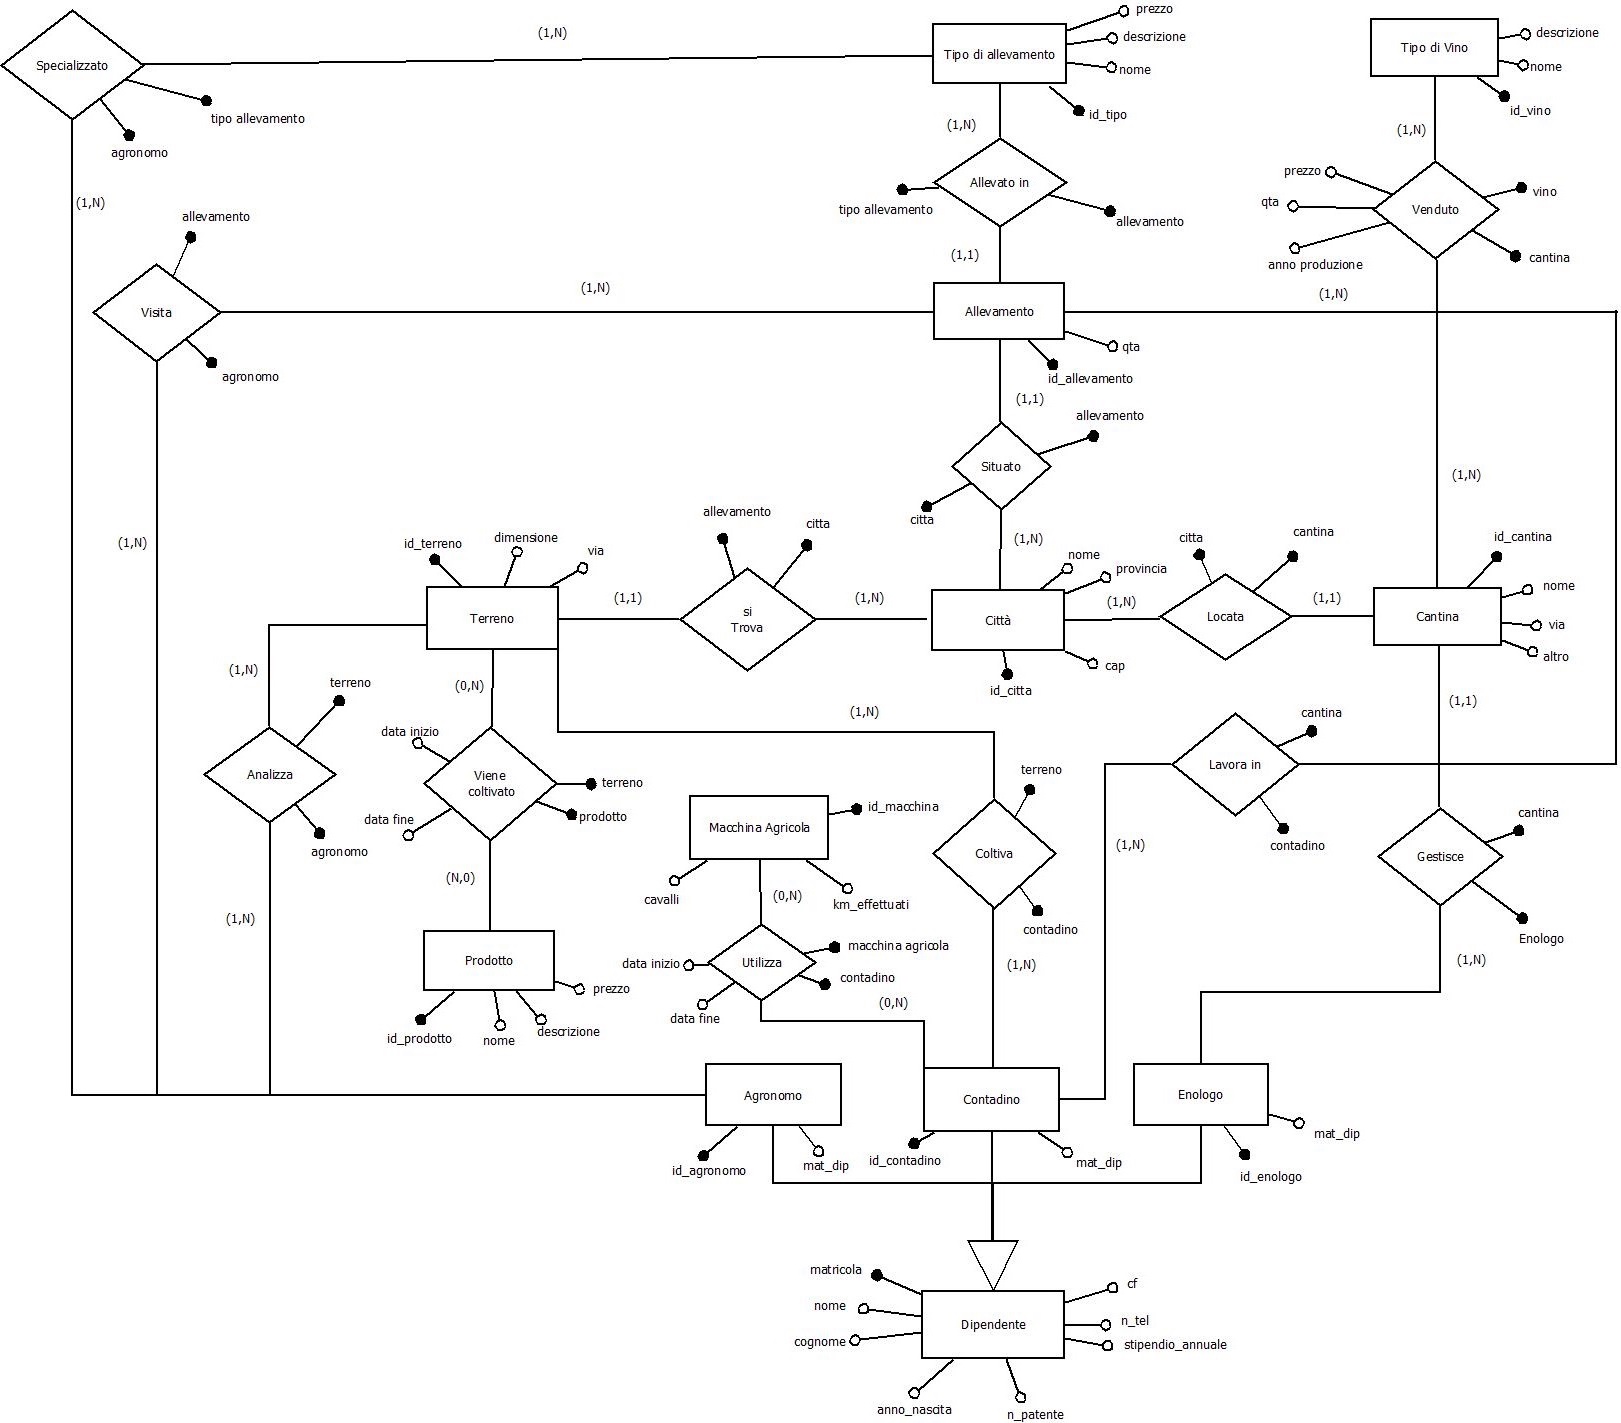 prezzo
(1,N)
descrizione
descrizione
Tipo di allevamento
Tipo di Vino
Specializzato
nome
nome
id_tipo
id_vino
tipo allevamento
(1,N)
(1,N)
agronomo
prezzo
Allevato in
vino
(1,N)
qta
Venduto
tipo allevamento
allevamento
allevamento
(1,1)
cantina
anno produzione
(1,N)
(1,N)
Visita
Allevamento
qta
agronomo
id_allevamento
(1,1)
allevamento
Situato
(1,N)
allevamento
citta
citta
cantina
id_cantina
id_terreno
dimensione
citta
(1,N)
(1,N)
via
nome
provincia
nome
(1,1)
(1,N)
(1,N)
(1,1)
si
Trova
Terreno
Città
Locata
Cantina
via
altro
cap
(1,N)
id_citta
terreno
(0,N)
(1,1)
(1,N)
cantina
data inizio
Analizza
Viene
coltivato
terreno
terreno
Lavora in
id_macchina
prodotto
data fine
Macchina Agricola
cantina
agronomo
Coltiva
(1,N)
contadino
Gestisce
(N,0)
(0,N)
cavalli
km_effettuati
(1,N)
contadino
Enologo
macchina agricola
Prodotto
data inizio
Utilizza
(1,N)
(1,N)
contadino
prezzo
(0,N)
data fine
id_prodotto
nome
descrizione
Agronomo
Contadino
Enologo
mat_dip
id_agronomo
mat_dip
id_contadino
mat_dip
id_enologo
matricola
cf
nome
n_tel
Dipendente
cognome
stipendio_annuale
anno_nascita
n_patente